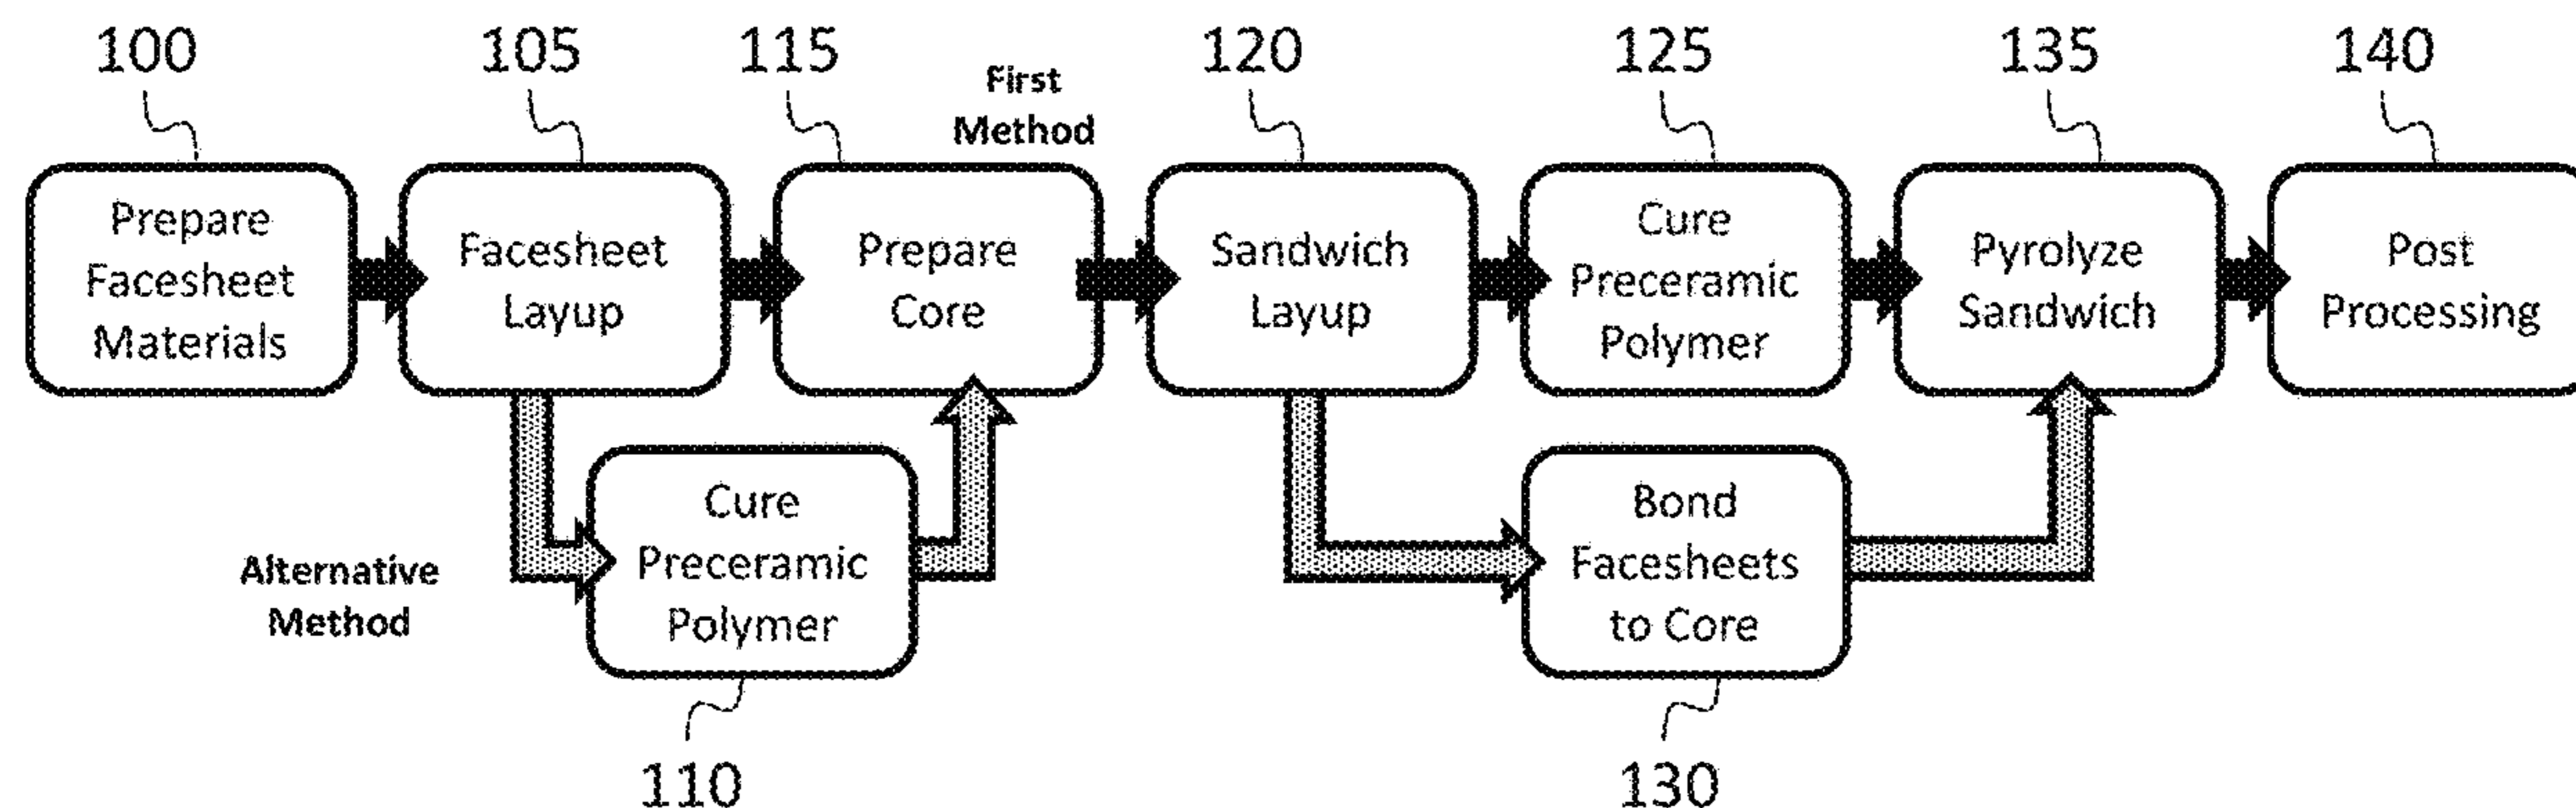 100
105
115
First
Method
120
125
135
140
Prepare
Facesheet
Materials
Facesheet
Layup
Prepare
Core
Sandwich
Layup
Cure
Preceramic
Polymer
Pyrolyze
Sandwich
Post
Processing
Alternative
Method
Cure
Preceramic
Polymer
Bond
Facesheets
to Core
110
130